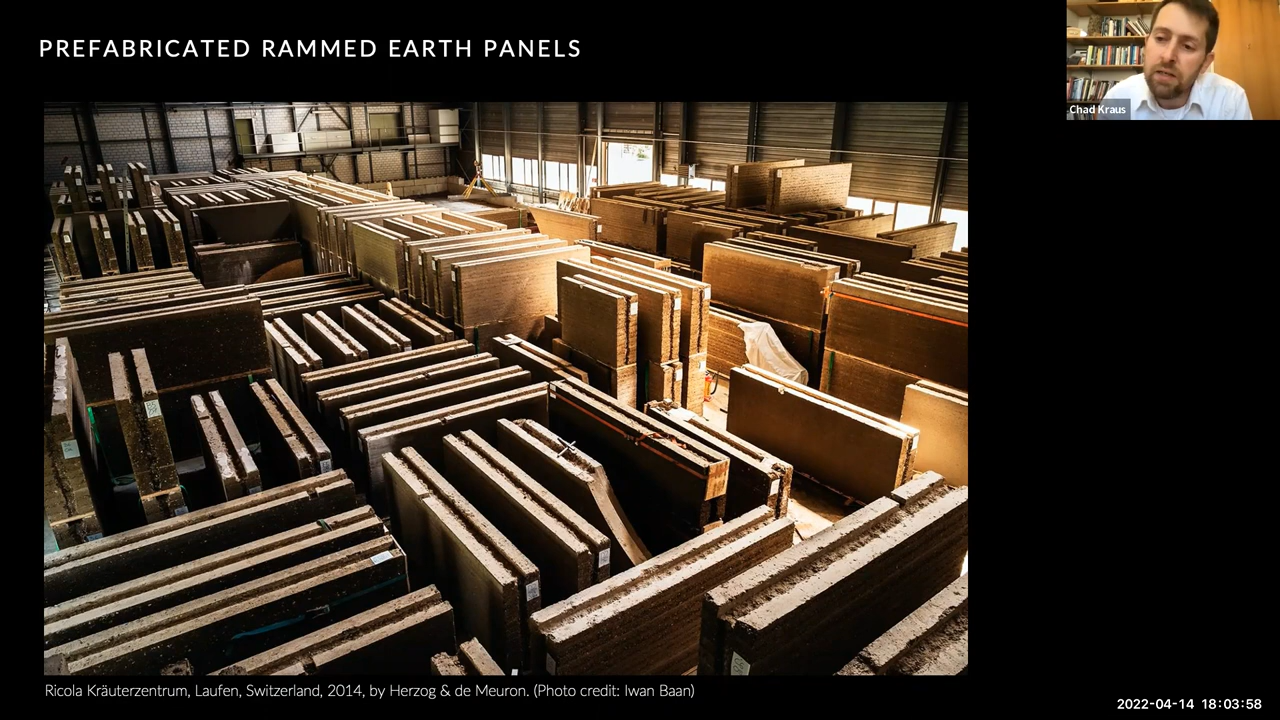 PREFABRICATED RAMMED EARTH PANELS
Chad Kraus
Ricola Kräuterzentrum, Laufen, Switzerland, 2014, by Herzog & de Meuron. (Photo credit: Iwan Baan)
2022-04-14 18:03:58